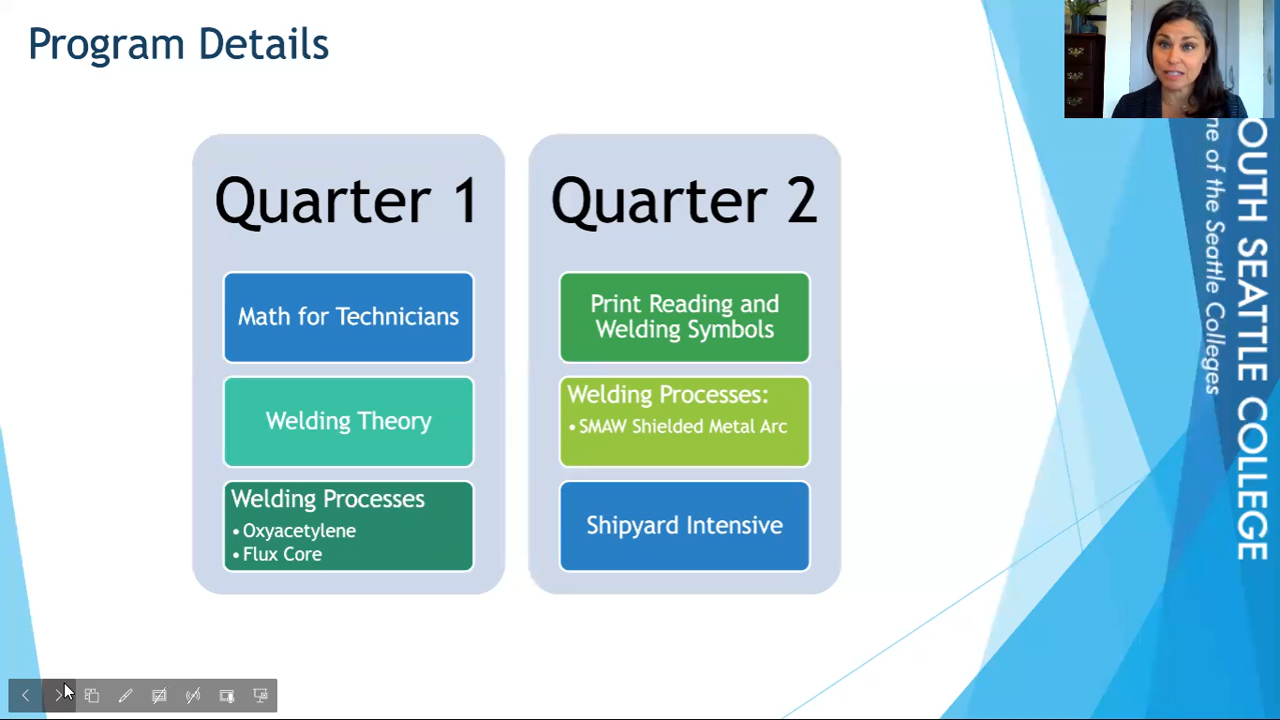 Program Details
Quarter 1
Math for Technicians
Welding Theory
Welding Processes
• Oxyacetylene
• Flux Core
Quarter 2
Print Reading and
Welding Symbols
Welding Processes:
• SMAW Shielded Metal Arc
Shipyard Intensive
OUTH SEATTLE COLLEGE
ne of the Seattle Colleges